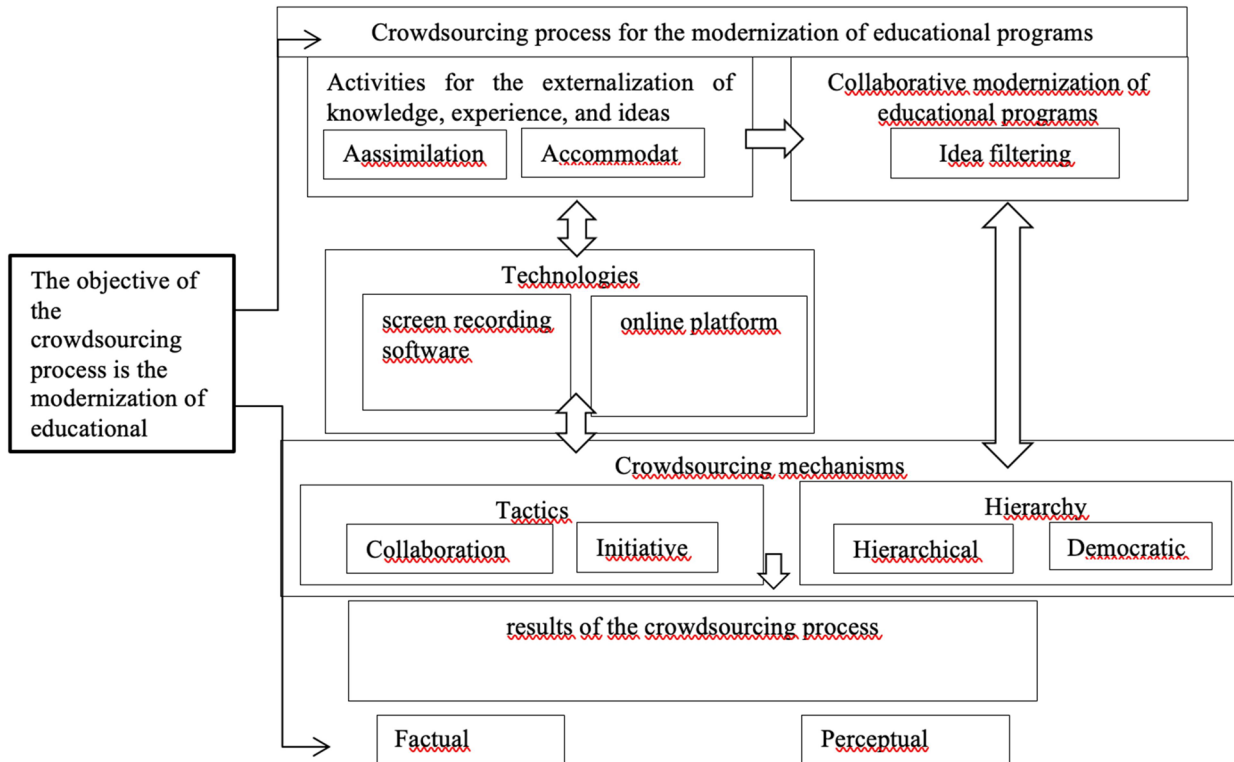 Crowdsourcing process for the modernization of educational programs
Activities for the externalization of
knowledge, experience, and ideas
Aassimilation
Accommodat
Collaborative modernization of
educational programs
Idea filtering
The objective of
the
crowdsourcing
process is the
modernization of
educational
Technologies
screen recording
software
online platform
Crowdsourcing mechanisms
Tactics
Collaboration
Initiative
Hierarchy
Hierarchical
Democratic
results of the crowdsourcing process
Factual
Perceptual